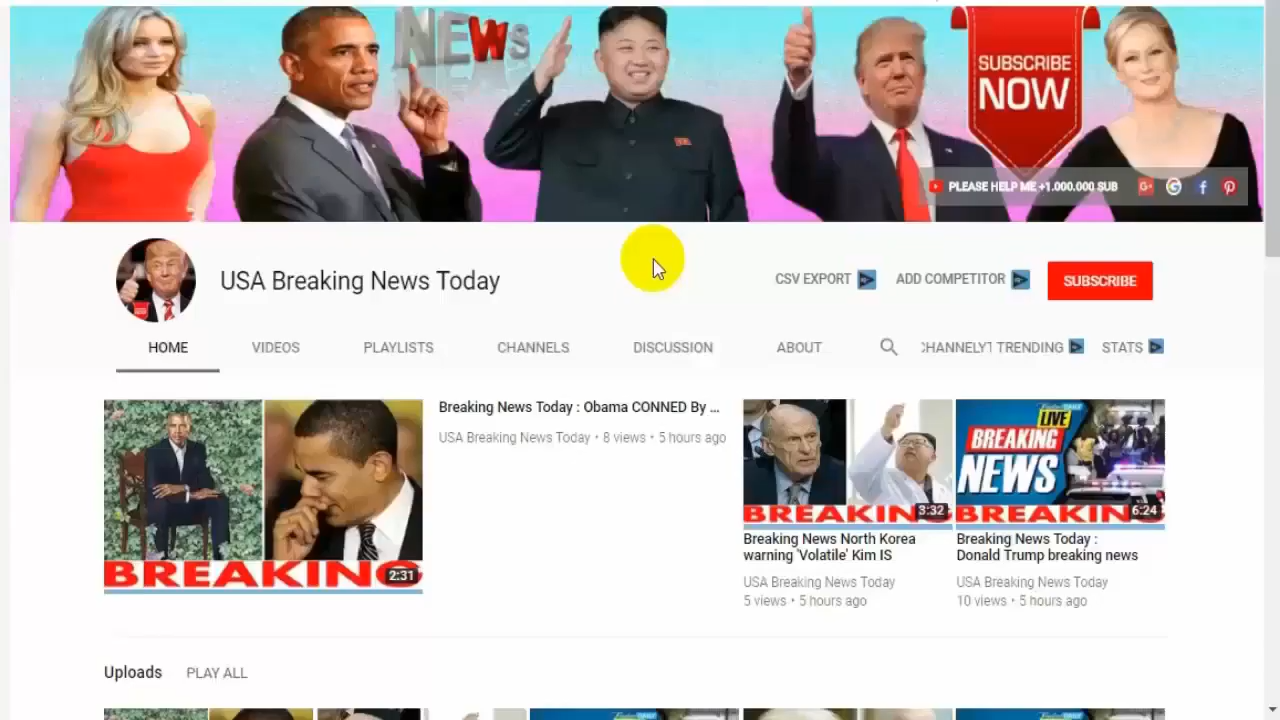 NEWS
SUBSCRIBE
NOW
PLEASE HELP ME +1.000.000 SUB
USA Breaking News Today
CSV EXPORT
ADD COMPETITOR
SUBSCRIBE
HOME
VIDEOS
PLAYLISTS
CHANNELS
DISCUSSION
ABOUT
TRENDING
STATS
BREAKING
2:31
Breaking News Today : Obama CONNED By ...
USA Breaking News Today • 8 views • 5 hours ago
BREAKIN
3:32
Breaking News North Korea
warning 'Volatile' Kim IS
USA Breaking News Today
5 views • 5 hours ago
LIVE
BREAKING
NEWS
BREAKIN
6:24
Breaking News Today :
Donald Trump breaking news
USA Breaking News Today
10 views • 5 hours ago
Uploads
PLAY ALL